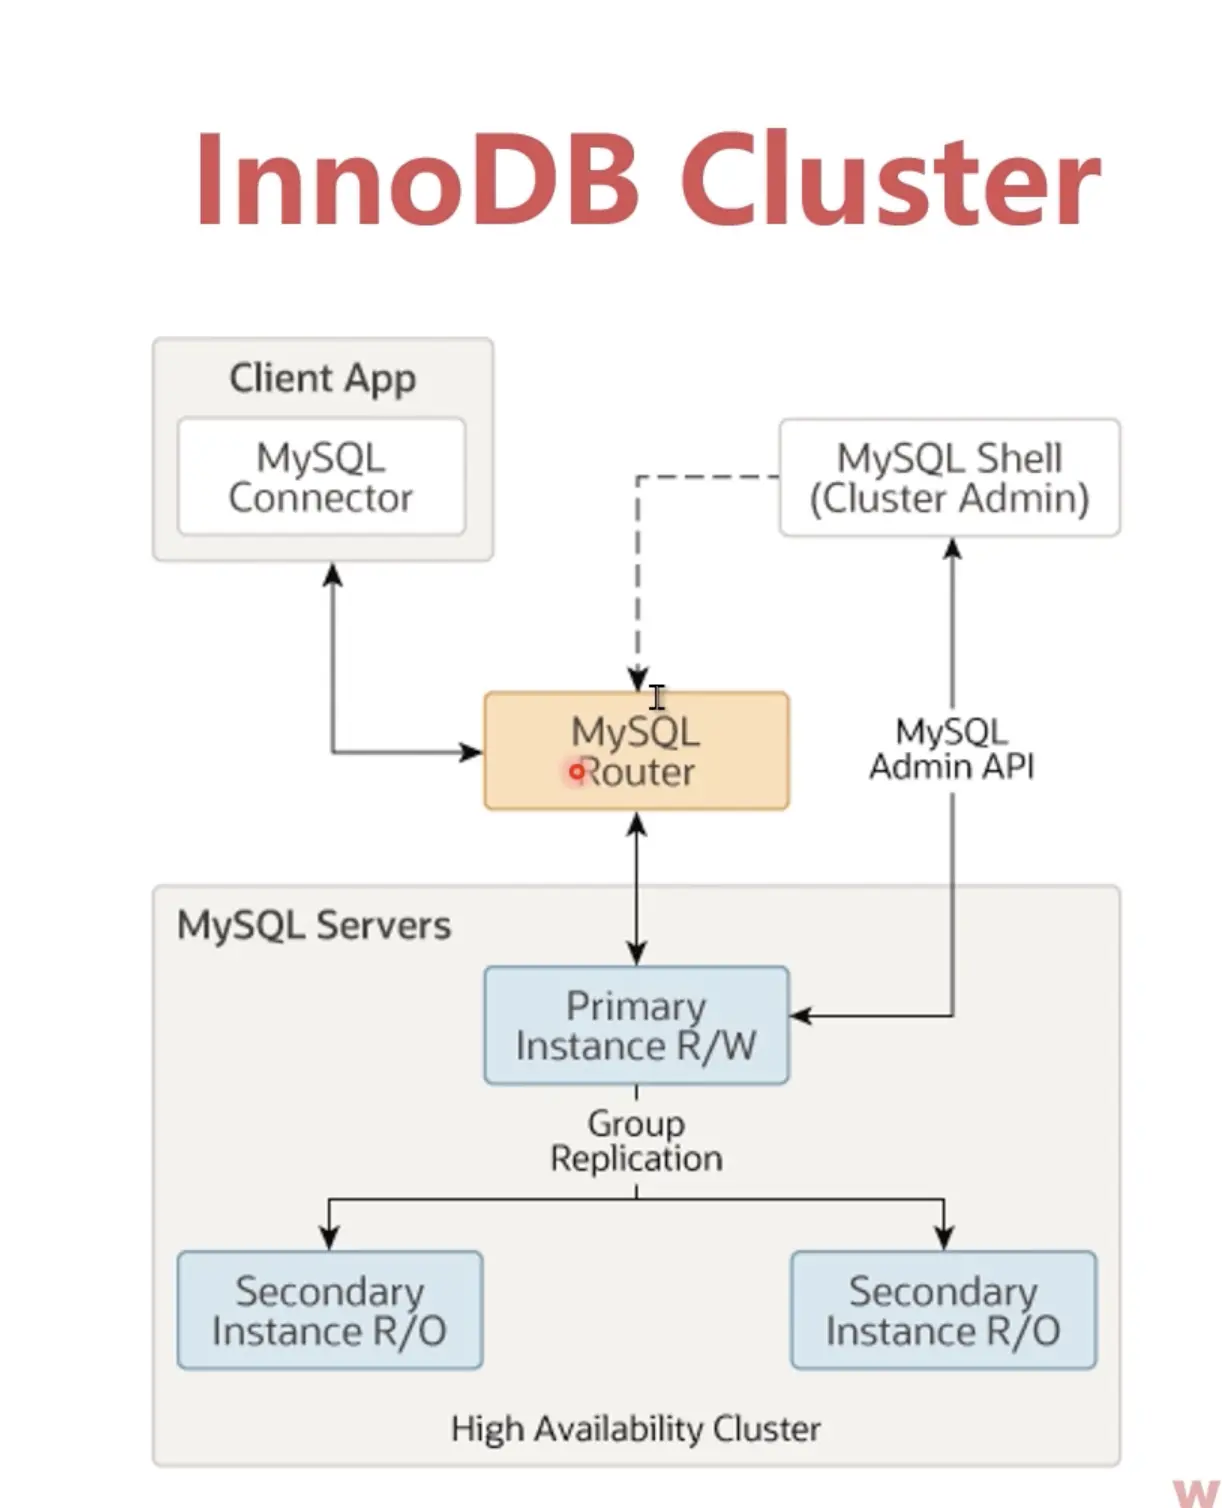 InnoDB Cluster
Client App
MySQL
Connector
MySQL Shell
(Cluster Admin)
MySQL
Router
MySQL
Admin API
MySQL Servers
Primary
Instance R/W
Group
Replication
Secondary
Instance R/O
Secondary
Instance R/O
High Availability Cluster
W